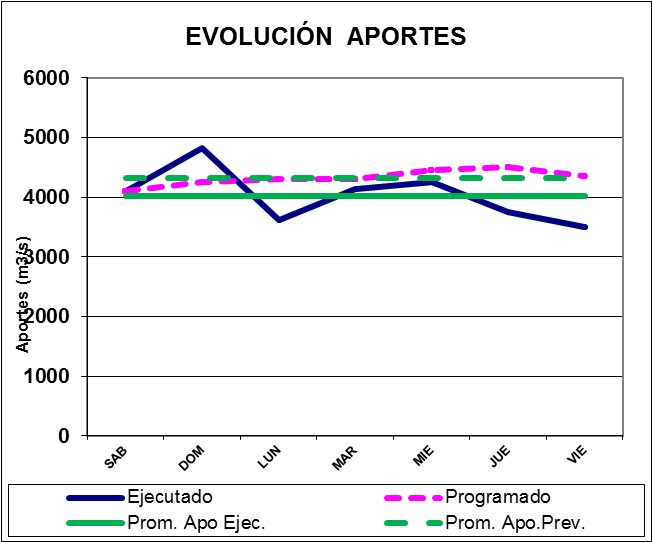 EVOLUCIÓN APORTES
6000
5000
4000
3000
2000
1000
0
Aportes (m3/s)
SAB DOM LUN MAR MIE JUE VIE
Ejecutado Programado
Prom. Apo Ejec. Prom. Apo.Prev.